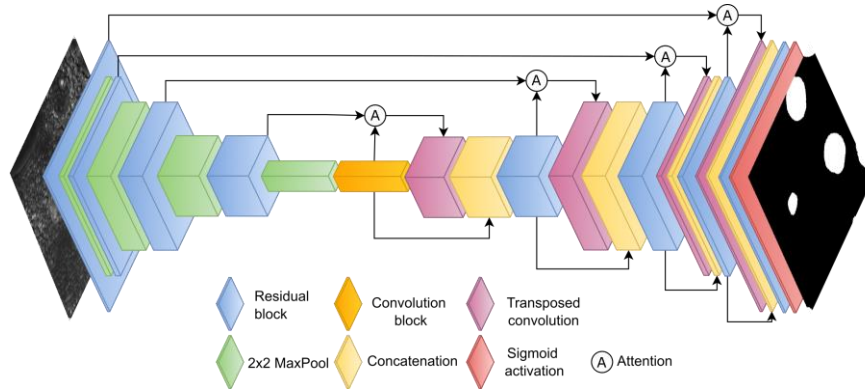 A
A
A
A
Residual
block
Convolution
block
Transposed
convolution
2x2 MaxPool
Concatenation
Sigmoid
activation
A Attention